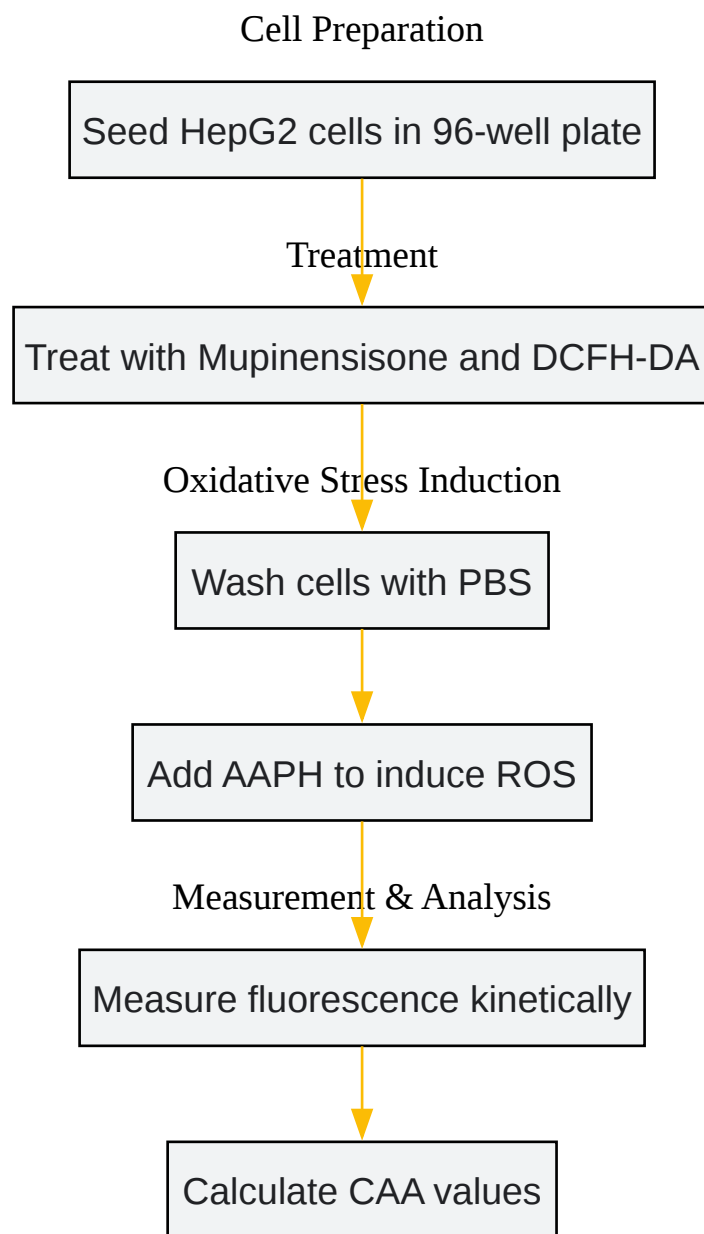 Cell Preparation
Seed HepG2 cells in 96-well plate
Treatment
Treat with Mupinensisone and DCFH-DA
Oxidative Stress Induction
Wash cells with PBS
Add AAPH to induce ROS
Measurement & Analysis
Measure fluorescence kinetically
Calculate CAA values